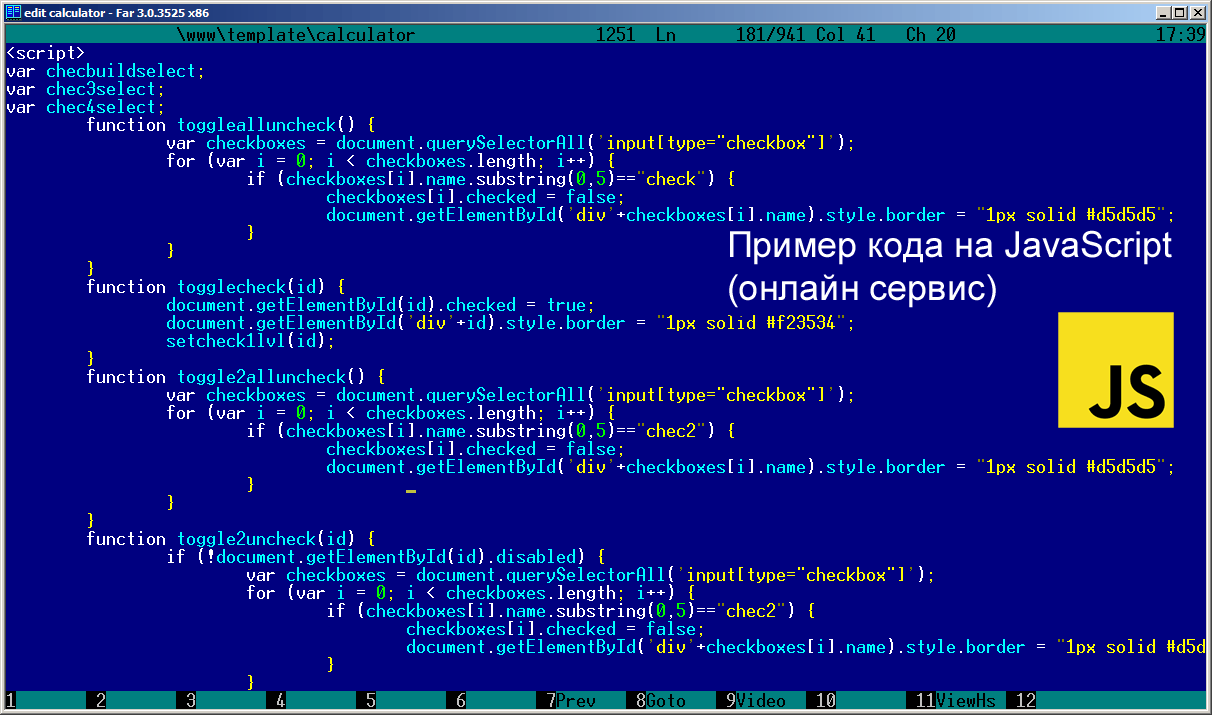 edit calculator - Far 3.0.3525 x86
\www\template\calculator 1251 Ln 181/941 Col 41 Ch 20 17:39
<script>
var checbuildselect;
var chec3select;
var chec4select;
function togglealluncheck() {
var checkboxes = document.querySelectorAll('input[type="checkbox"]');
for (var i = 0; i < checkboxes.length; i++) {
if (checkboxes[i].name.substring(0,5)=="check") {
checkboxes[i].checked = false;
document.getElementById('div'+checkboxes[i].name).style.border = "1px solid #d5d5d5";
}
}
}
Пример кода на JavaScript
(онлайн сервис)
JS
function togglecheck(id) {
document.getElementById(id).checked = true;
document.getElementById('div'+id).style.border = "1px solid #f23534";
setcheck1lvl(id);
}
function toggle2alluncheck() {
var checkboxes = document.querySelectorAll('input[type="checkbox"]');
for (var i = 0; i < checkboxes.length; i++) {
if (checkboxes[i].name.substring(0,5)=="chec2") {
checkboxes[i].checked = false;
document.getElementById('div'+checkboxes[i].name).style.border = "1px solid #d5d5d5";
}
}
}
function toggle2uncheck(id) {
if (!document.getElementById(id).disabled) {
var checkboxes = document.querySelectorAll('input[type="checkbox"]');
for (var i = 0; i < checkboxes.length; i++) {
if (checkboxes[i].name.substring(0,5)=="chec2") {
checkboxes[i].checked = false;
document.getElementById('div'+checkboxes[i].name).style.border = "1px solid #d5d
}
}
1 2 3 4 5 6 7Prev 8Goto 9Video 10 11ViewHs 12